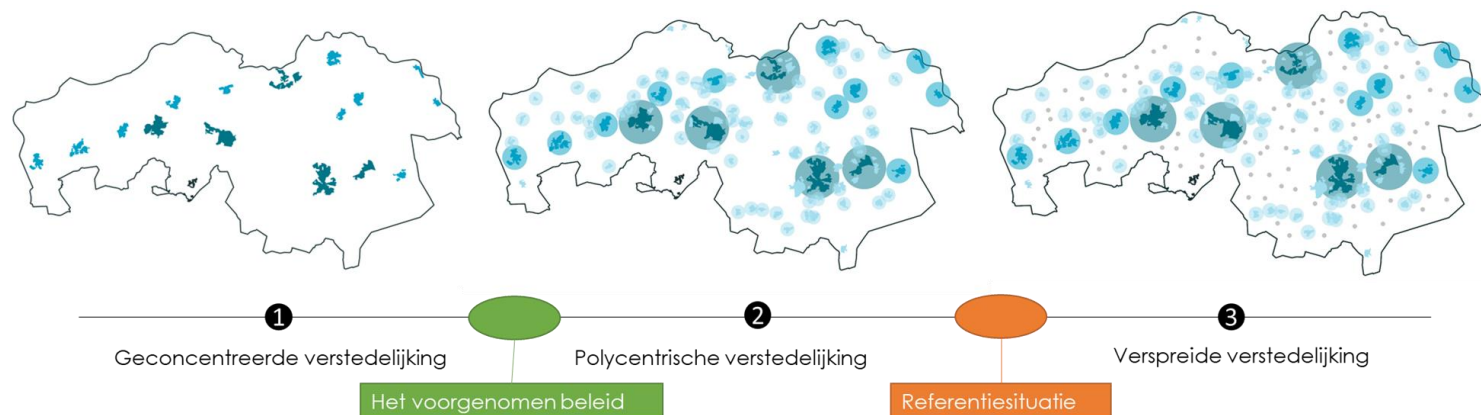 1
2
3
Geconcentreerde verstedelijking
Polycentrische verstedelijking
Verspreide verstedelijking
Het voorgenomen beleid
Referentiesituatie